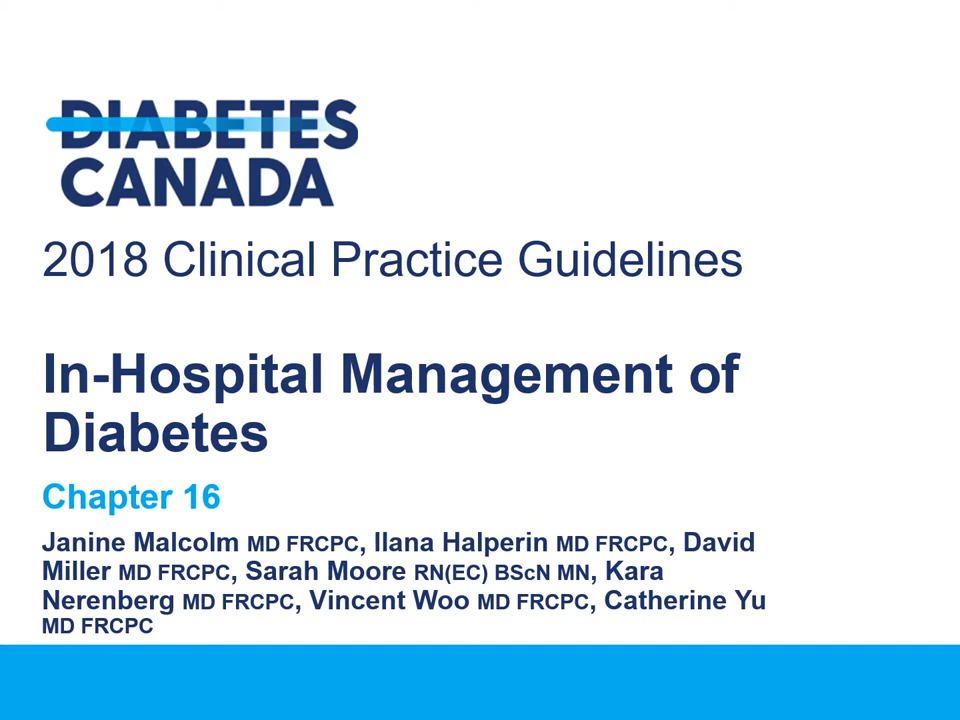 DIABETES
CANADA
2018 Clinical Practice Guidelines
In-Hospital Management of
Diabetes
Chapter 16
Janine Malcolm MD FRCPC, Ilana Halperin MD FRCPC, David
Miller MD FRCPC, Sarah Moore RN(EC) BScN MN, Kara
Nerenberg MD FRCPC, Vincent Woo MD FRCPC, Catherine Yu
MD FRCPC